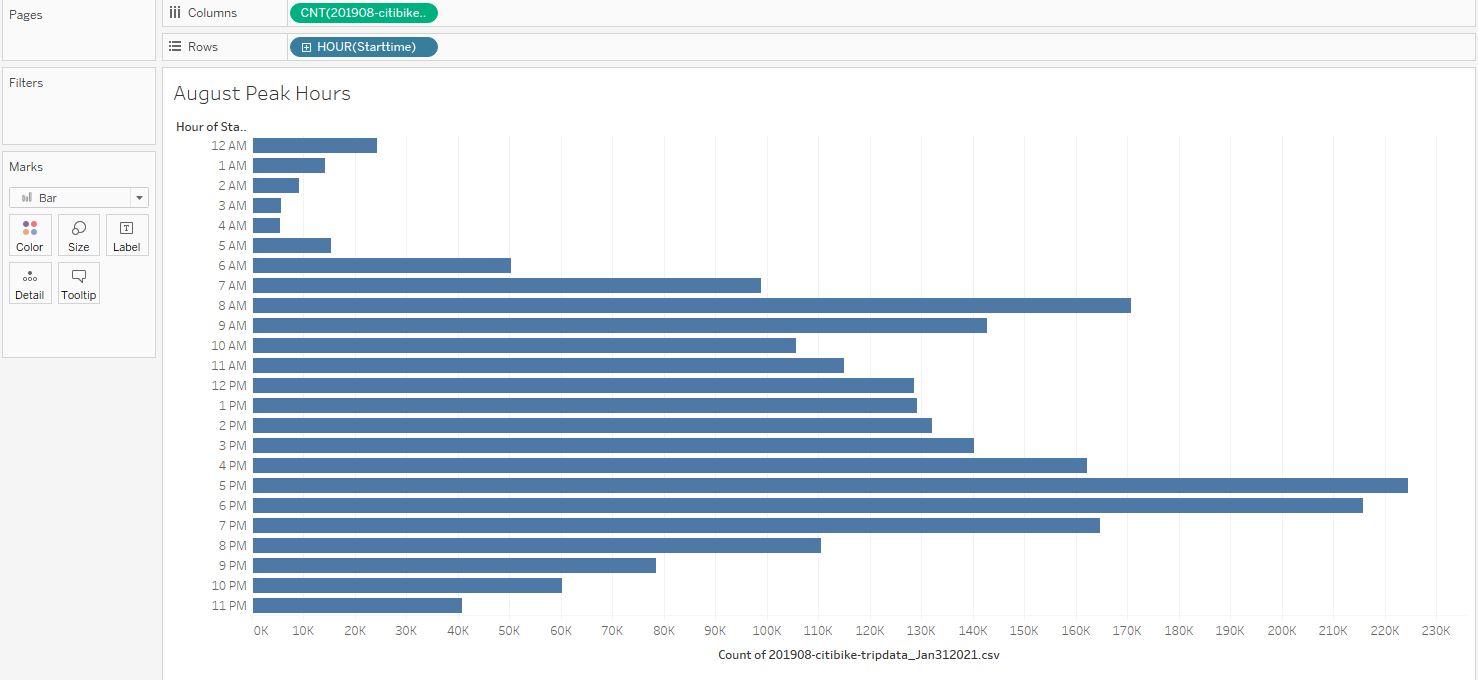 Pages
Columns
CNT(201908-citibike..
Rows
HOUR(Starttime)
Filters
Marks
Bar
Color Size Label
Detail Tooltip
August Peak Hours
Hour of Sta..
12 AM
1 AM
2 AM
3 AM
4 AM
5 AM
6 AM
7 AM
8 AM
9 AM
10 AM
11 AM
12 PM
1 PM
2 PM
3 PM
4 PM
5 PM
6 PM
7 PM
8 PM
9 PM
10 PM
11 PM
0K 10K 20K 30K 40K 50K 60K 70K 80K 90K 100K 110K 120K 130K 140K 150K 160K 170K 180K 190K 200K 210K 220K 230K
Count of 201908-citibike-tripdata_Jan312021.csv